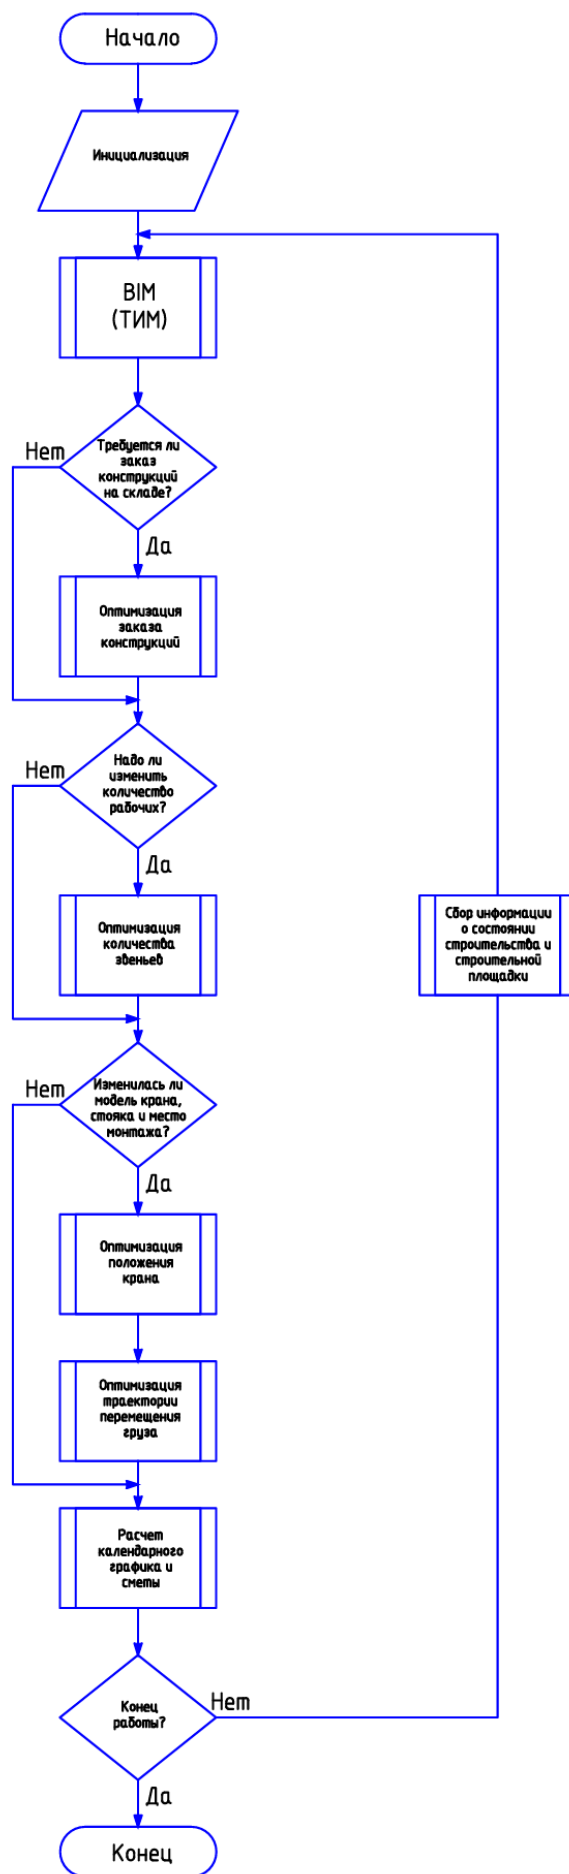 Начало
Инициализация
BIM
(ТИМ)
Требуется ли
заказ
конструкций
на складе?
Нет
Да
Оптимизация
заказа
конструкций
Надо ли
изменить
количество
рабочих?
Нет
Да
Оптимизация
количества
звеньев
Сбор информации
о состоянии
строительства и
строительной
площадки
Изменилась ли
модель крана,
стояка и место
монтажа?
Нет
Да
Оптимизация
положения
крана
Оптимизация
траектории
перемещения
груза
Расчет
календарного
графика и
сметы
Конец
работы?
Нет
Да
Конец